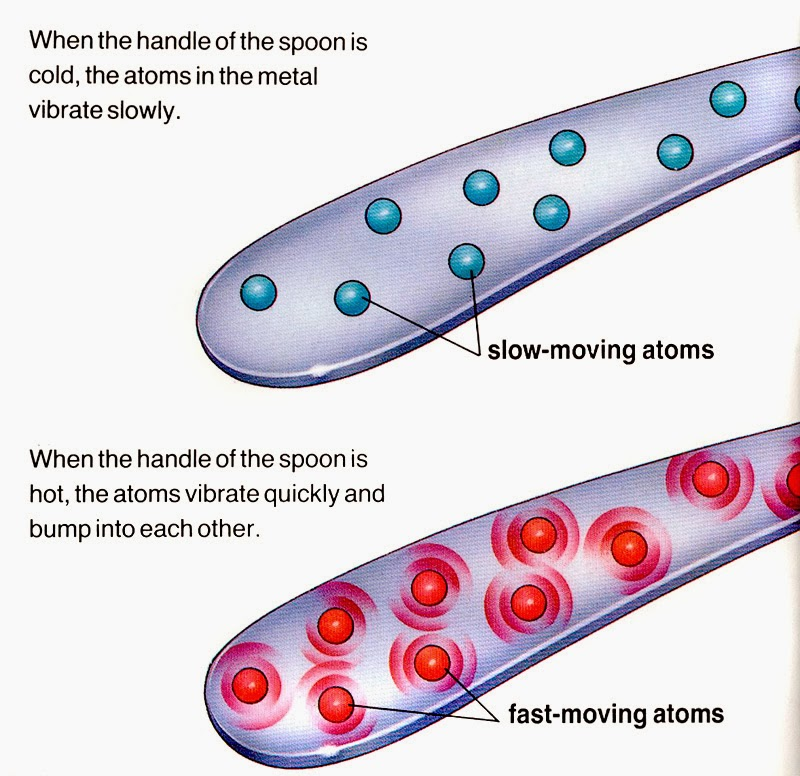 When the handle of the spoon is
cold, the atoms in the metal
vibrate slowly.
slow-moving atoms
When the handle of the spoon is
hot, the atoms vibrate quickly and
bump into each other.
fast-moving atoms